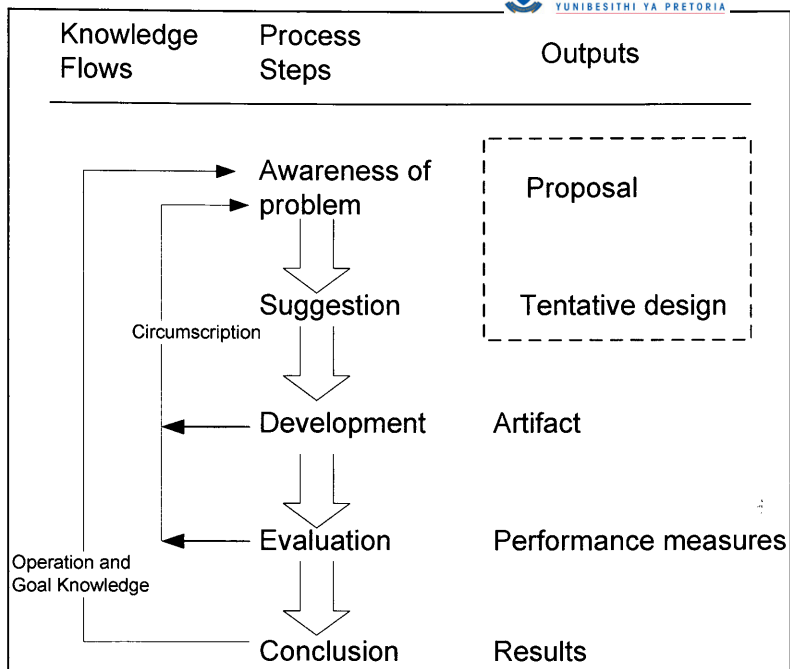 YUNIBESITHI YA PRETORIA
Knowledge Flows
Process Steps
Outputs
Awareness of problem
Proposal
Suggestion
Tentative design
Circumscription
Development
Artifact
Evaluation
Performance measures
Operation and
Goal Knowledge
Conclusion
Results